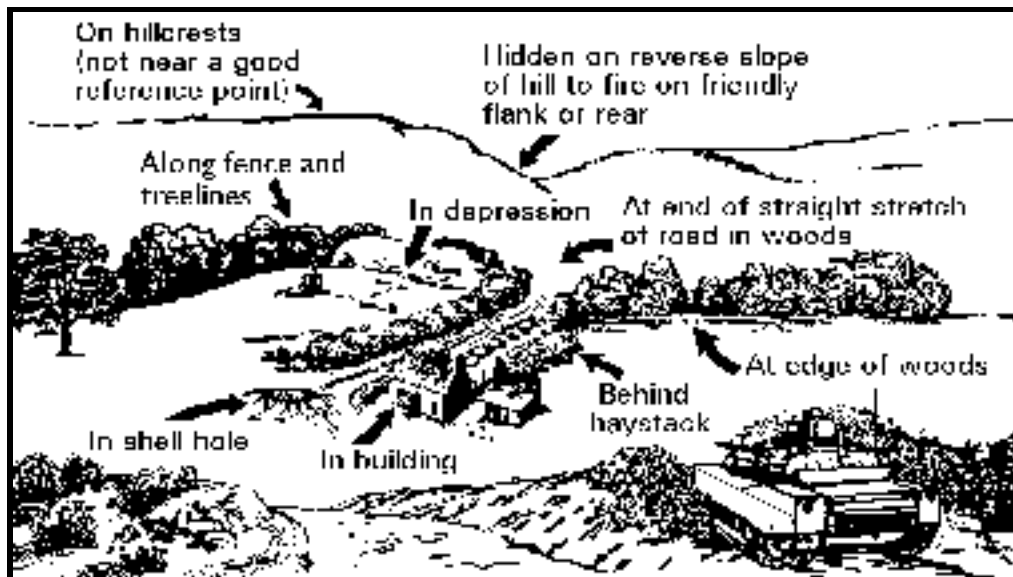 On hillcrests
(not near a good
reference point)
Hidden on reverse slope
of hill to fire on friendly
flank or rear
Along fence and
treelines
In depression
At end of straight stretch
of road in woods
At edge of woods
Behind
haystack
In shell hole
In building